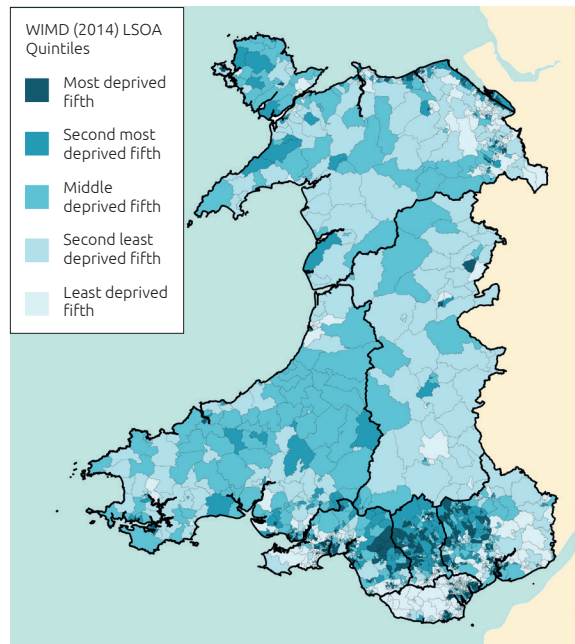 WIMD (2014) LSOA
Quintiles
Most deprived
fifth
Second most
deprived fifth
Middle
deprived fifth
Second least
deprived fifth
Least deprived
fifth